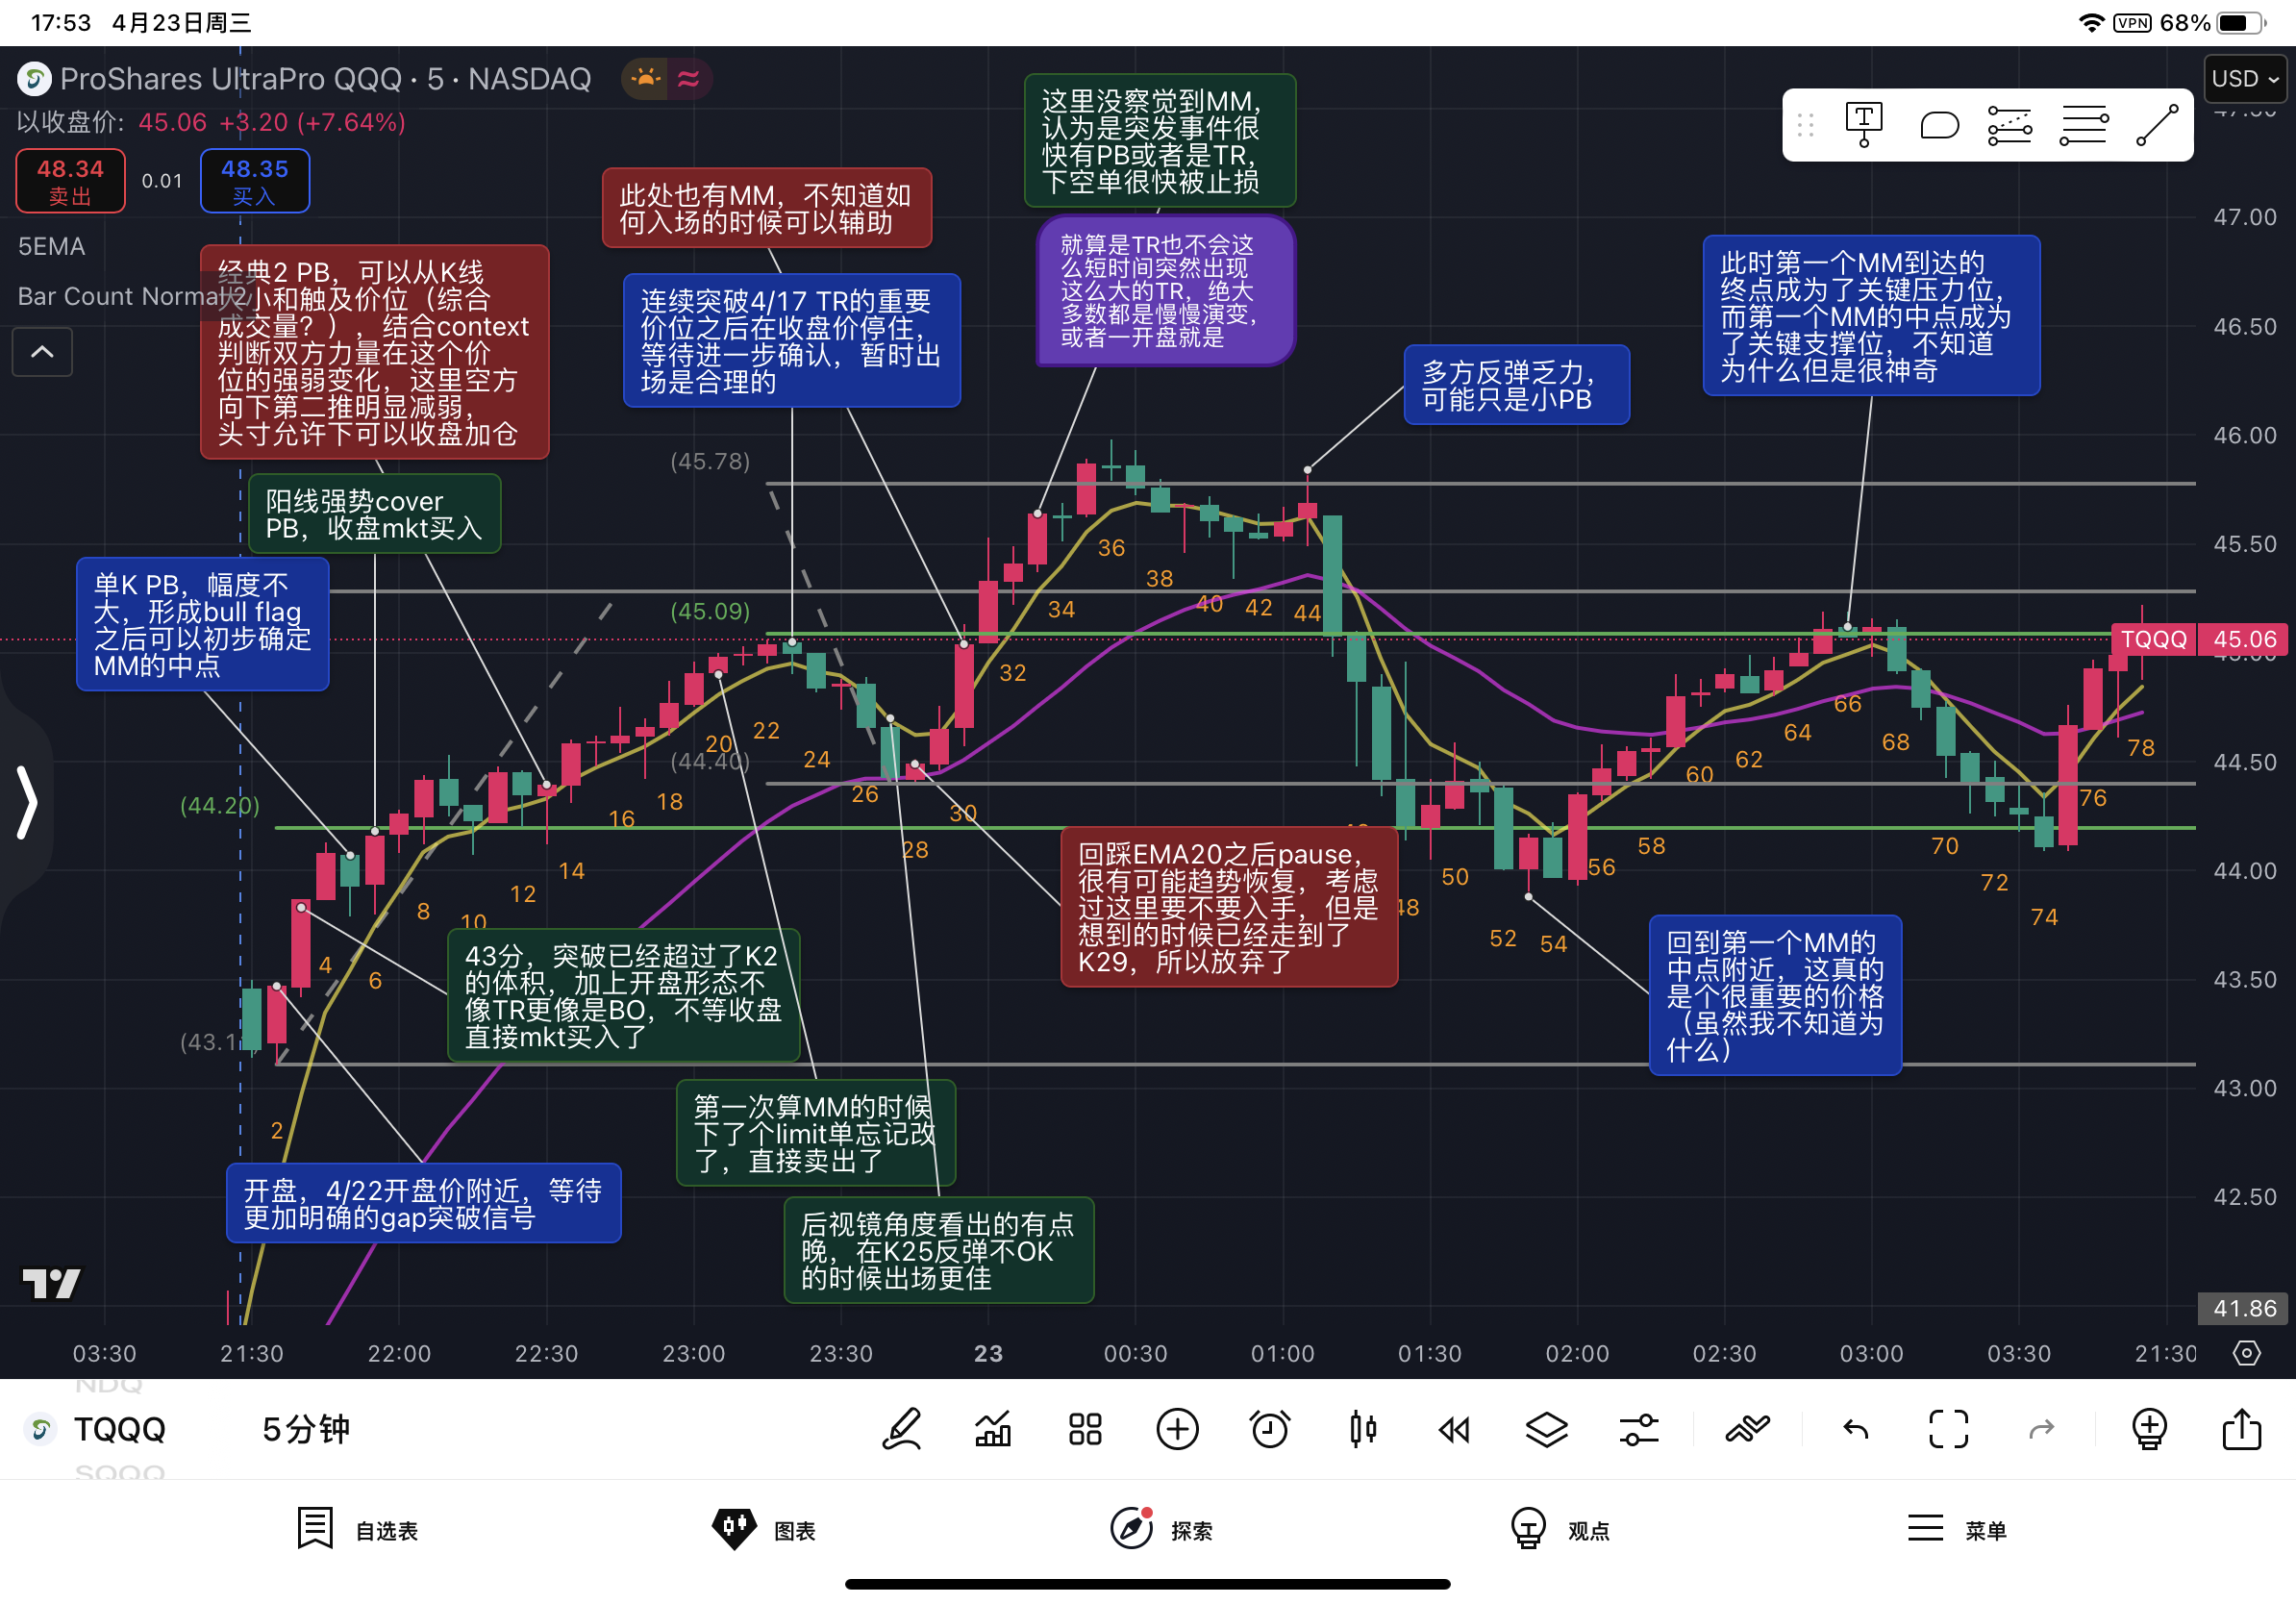 17:53 4月23日周三
VPN 68%
ProShares UltraPro QQQ · 5 · NASDAQ
USD
以收盘价: 45.06 +3.20 (+7.64%)
48.34
卖出
0.01
48.35
买入
5EMA
Bar Count Normal 2
经典2 PB，可以从K线
大小和触及价位（综合
成交量？），结合context
判断双方力量在这个价
位的强弱变化，这里空方
向下第二推明显减弱，
头寸允许下可以收盘加仓
此处也有MM，不知道如
何入场的时候可以辅助
连续突破4/17 TR的重要
价位之后在收盘价停住，
等待进一步确认，暂时出
场是合理的
这里没察觉到MM，
认为是突发事件很
快有PB或者是TR，
下空单很快被止损
就算是TR也不会这
么短时间突然出现
这么大的TR，绝大
多数都是慢慢演变，
或者一开盘就是
多方反弹乏力，
可能只是小PB
此时第一个MM到达的
终点成为了关键压力位，
而第一个MM的中点成为
了关键支撑位，不知道
为什么但是很神奇
阳线强势cover
PB，收盘mkt买入
单K PB，幅度不
大，形成bull flag
之后可以初步确定
MM的中点
43分，突破已经超过了K2
的体积，加上开盘形态不
像TR更像是BO，不等收盘
直接mkt买入了
回踩EMA20之后pause，
很有可能趋势恢复，考虑
过这里要不要入手，但是
想到的时候已经走到了
K29，所以放弃了
回到第一个MM的
中点附近，这真的
是个很重要的价格
（虽然我不知道为
什么）
第一次算MM的时候
下了个limit单忘记改
了，直接卖出了
开盘，4/22开盘价附近，等待
更加明确的gap突破信号
后视镜角度看出的有点
晚，在K25反弹不OK
的时候出场更佳
(45.78)
(45.09)
(44.40)
(44.20)
(43.1
2
4
6
8
10
12
14
16
18
20
22
24
26
28
30
32
34
36
38
40
42
44
48
50
52
54
56
58
60
62
64
66
68
70
72
74
76
78
47.00
46.50
46.00
45.50
TQQQ 45.06
45.00
44.50
44.00
43.50
43.00
42.50
41.86
03:30 21:30 22:00 22:30 23:00 23:30 23 00:30 01:00 01:30 02:00 02:30 03:00 03:30 21:30
NDQ
TQQQ 5分钟
SQQQ
自选表 图表 探索 观点 菜单